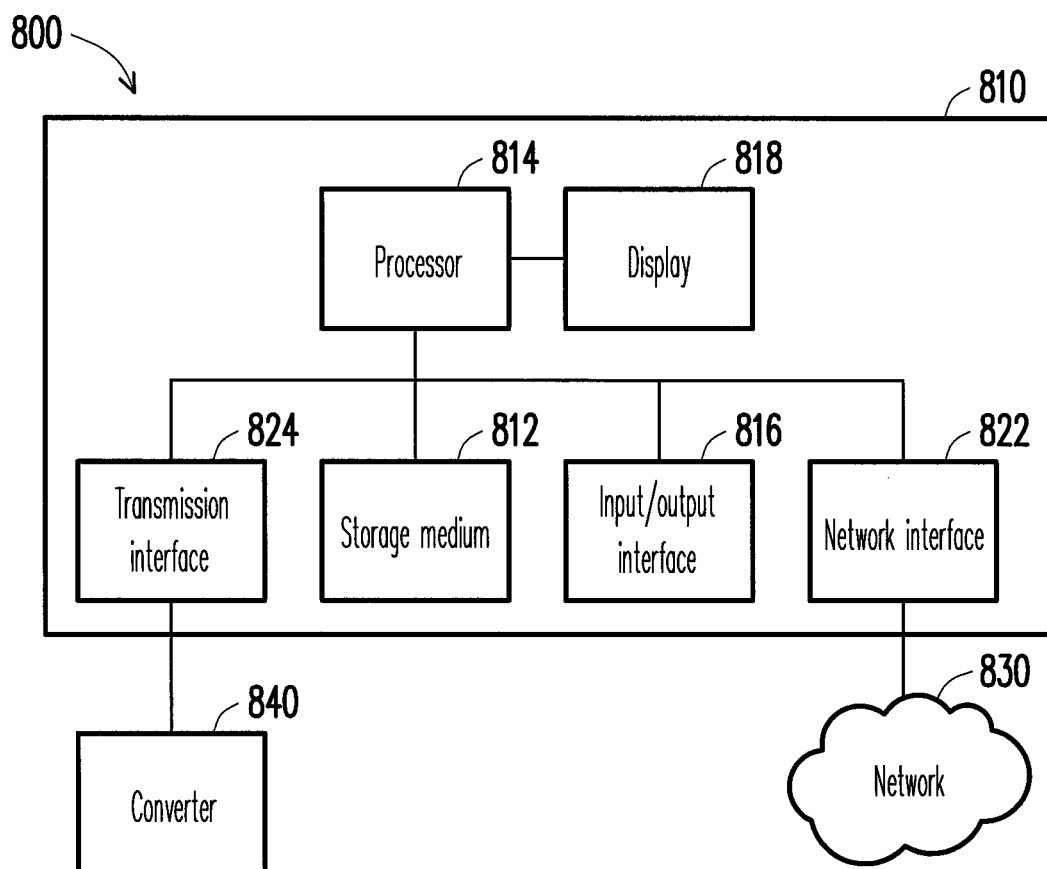 800
810
814
818
Processor
Display
824
812
816
822
Transmission
interface
Storage medium
Input/output
interface
Network interface
840
830
Converter
Network